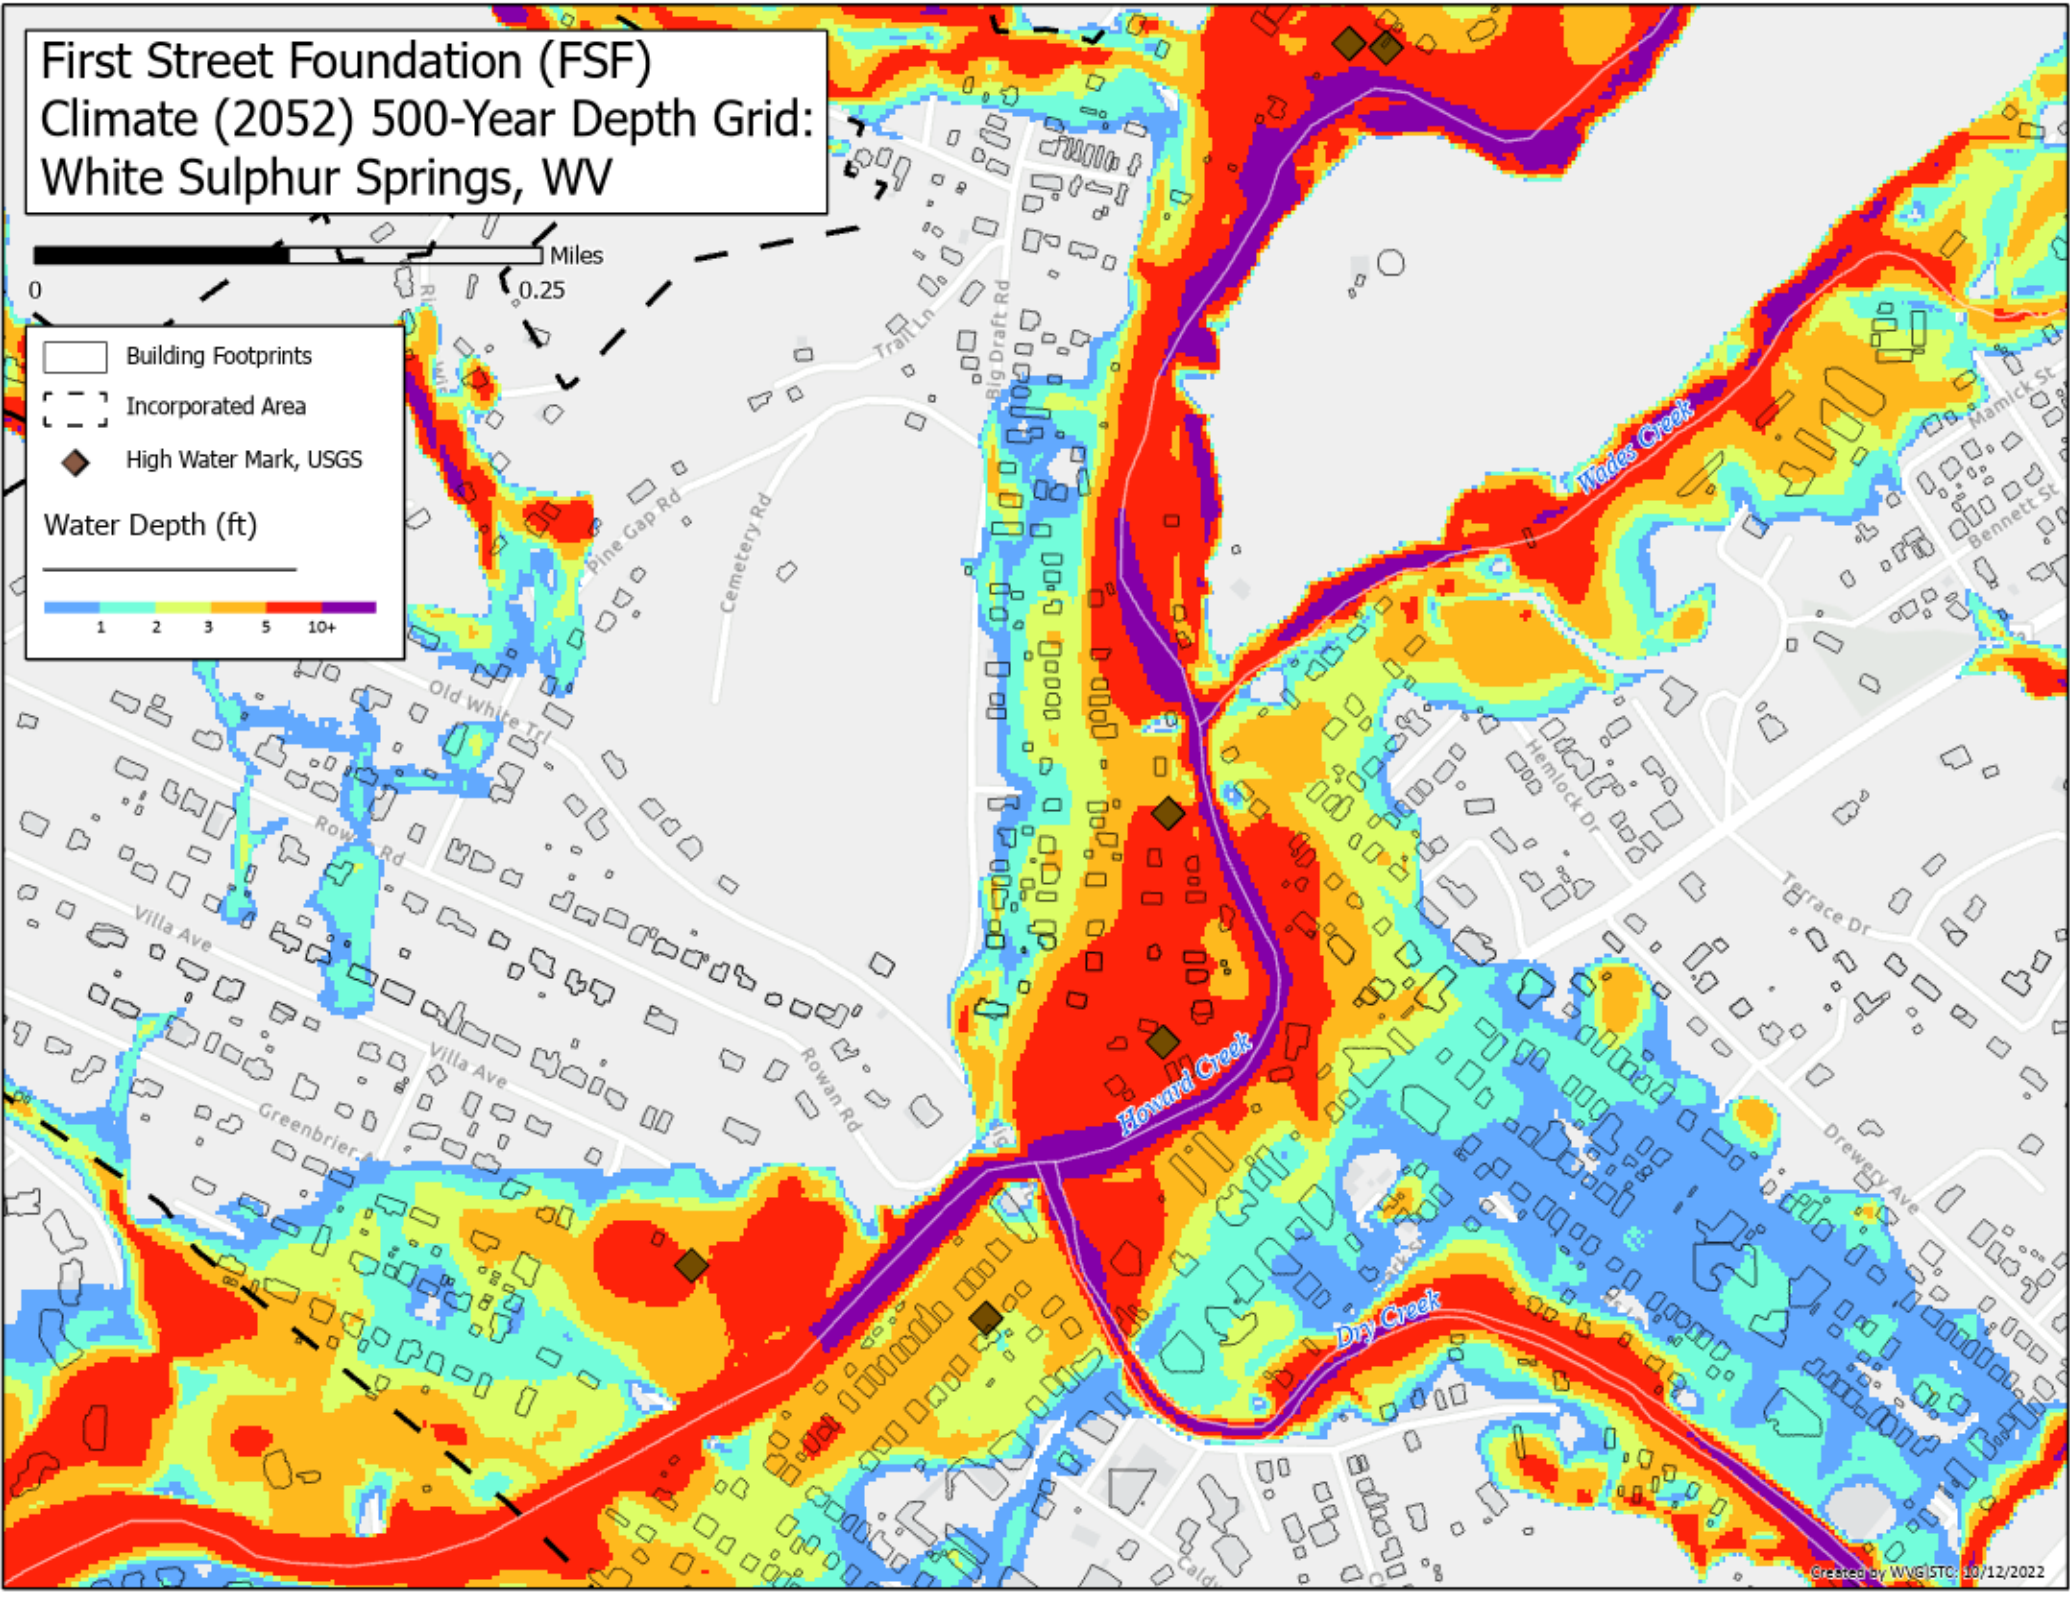 First Street Foundation (FSF)
Climate (2052) 500-Year Depth Grid:
White Sulphur Springs, WV
Miles
0
0.25
Building Footprints
Incorporated Area
High Water Mark, USGS
Water Depth (ft)
1 2 3 5 10+
Trail Ln
Big Draft Rd
Pine Gap Rd
Cemetery Rd
Wades Creek
Mamick St
Bennett St
Old White Trl
Hemlock Dr
Terrace Dr
Rd
Villa Ave
Howard Creek
Villa Ave
Rowan Rd
Greenbrier A
Drewery Ave
Dry Creek
Created by WVGISTC: 10/12/2022